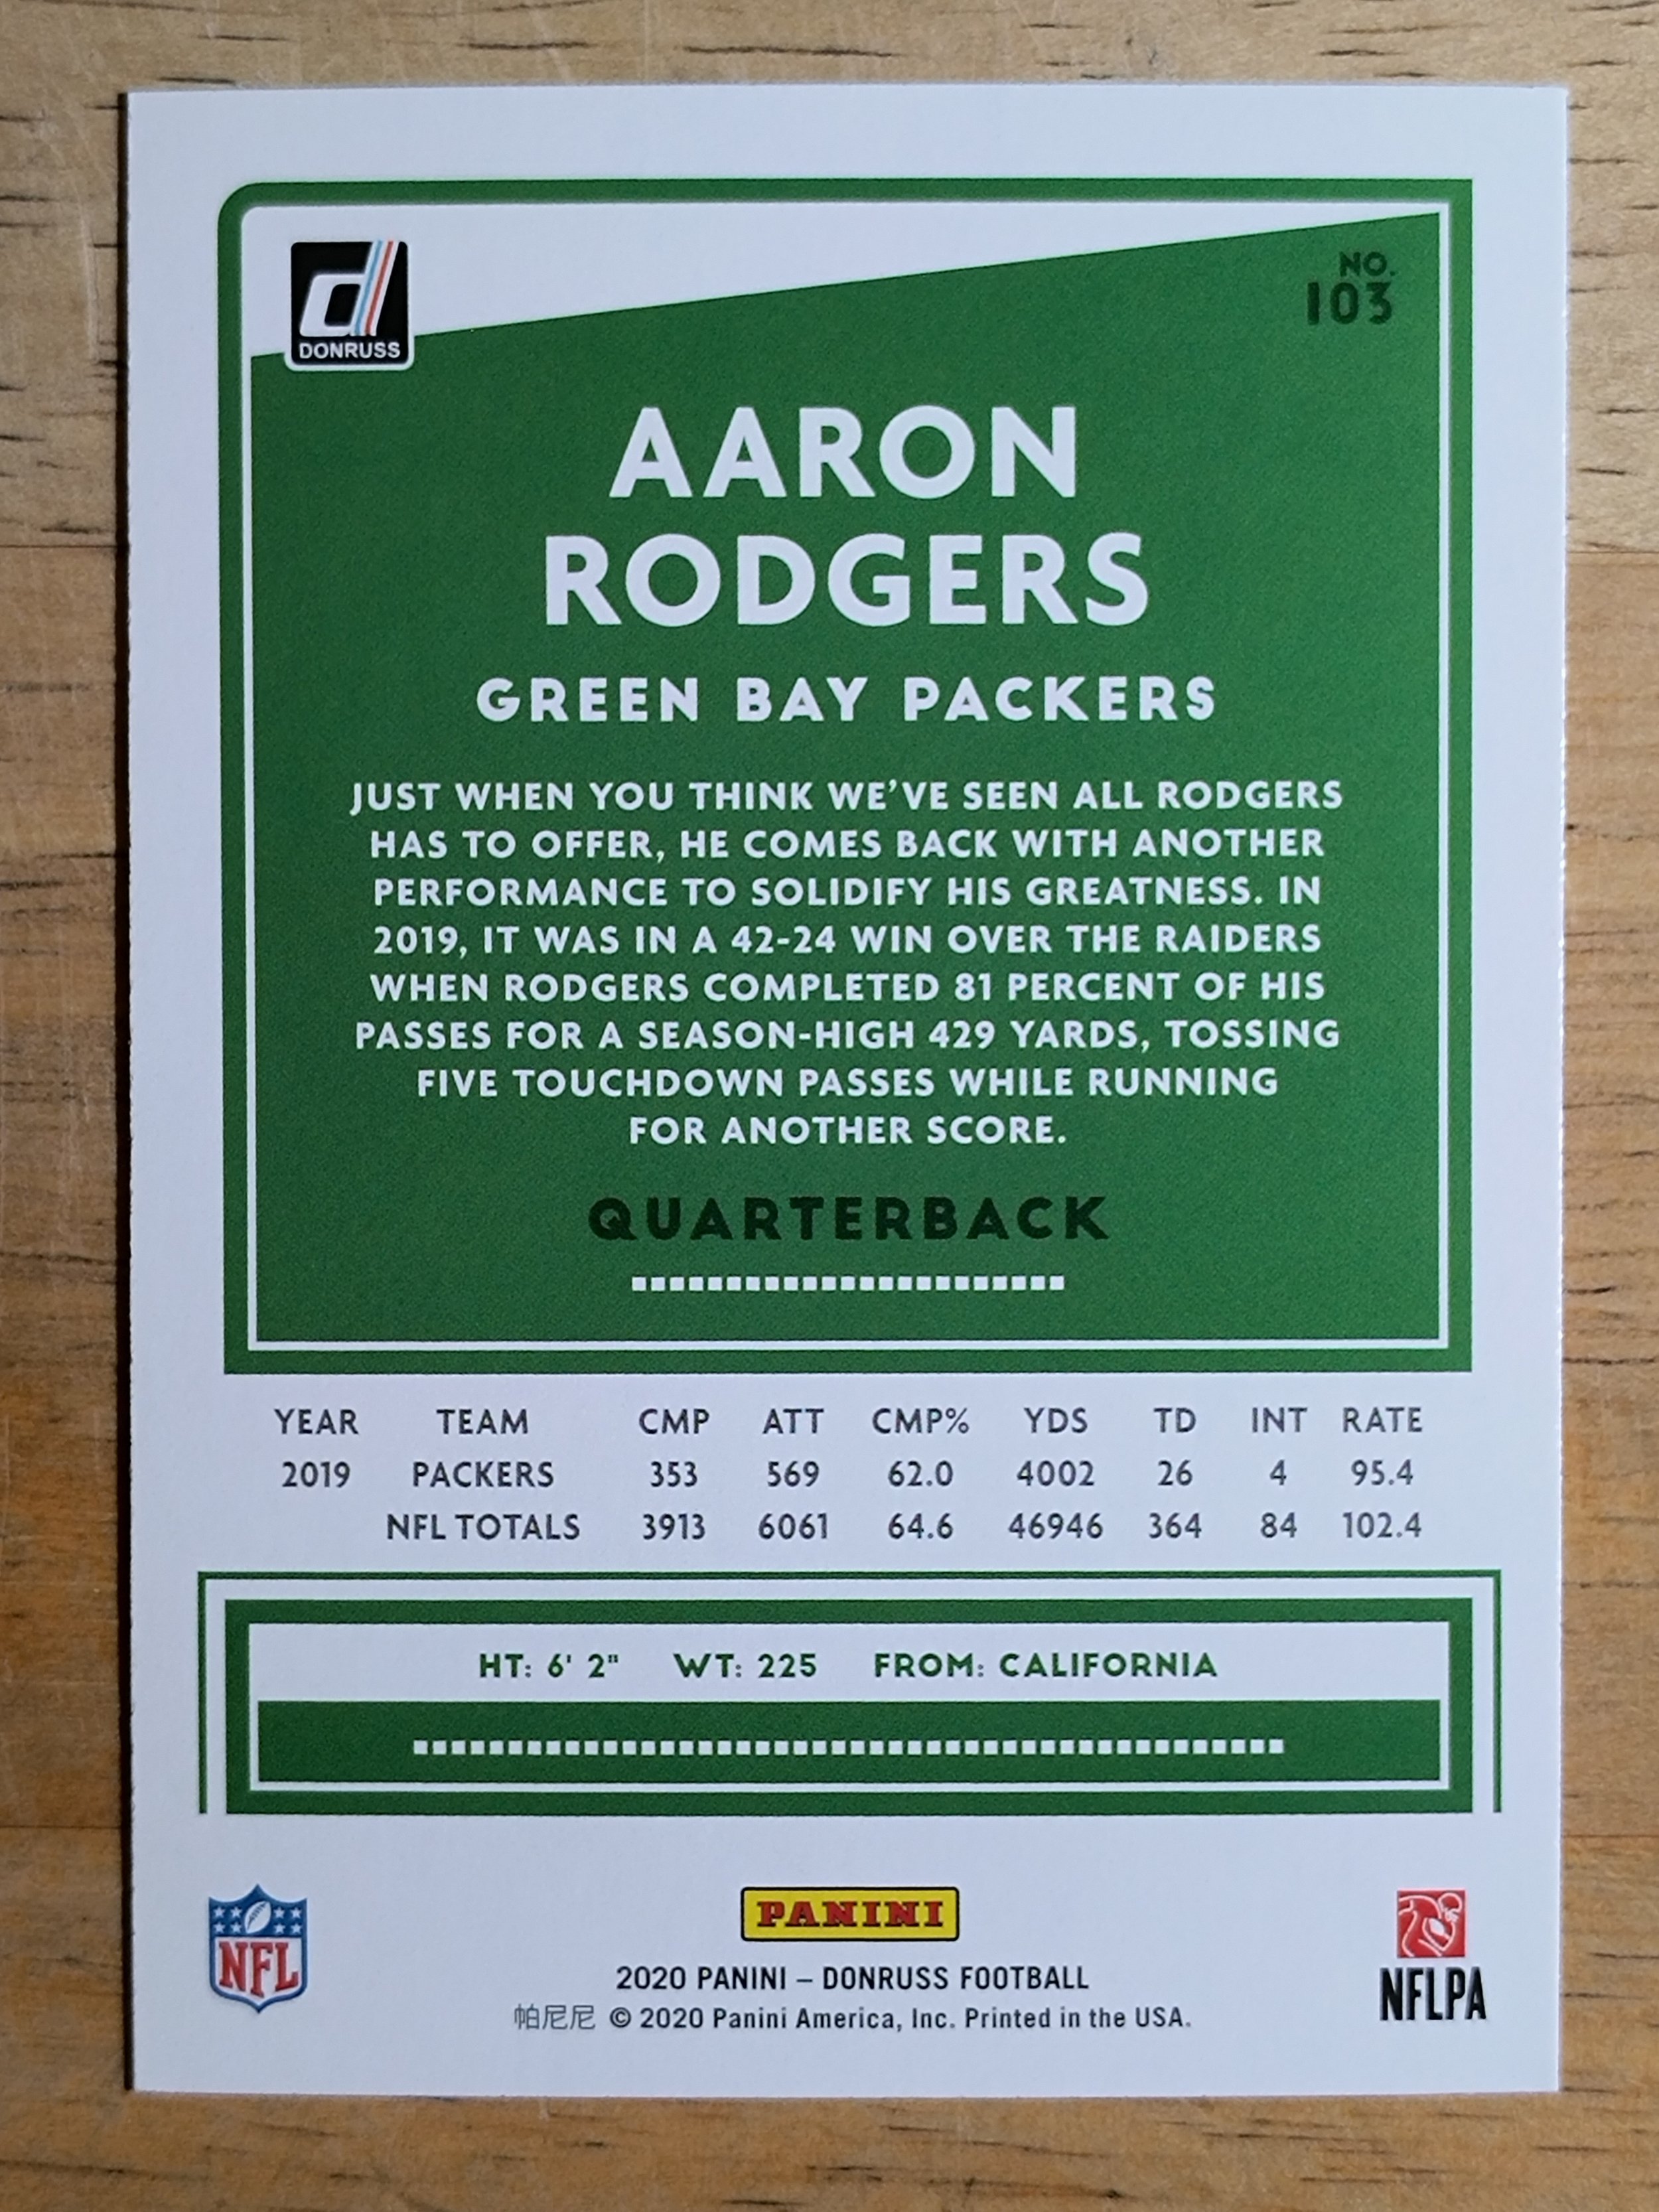 DONRUSS
NO.
103
AARON
RODGERS
GREEN BAY PACKERS
JUST WHEN YOU THINK WE'VE SEEN ALL RODGERS
HAS TO OFFER, HE COMES BACK WITH ANOTHER
PERFORMANCE TO SOLIDIFY HIS GREATNESS. IN
2019, IT WAS IN A 42-24 WIN OVER THE RAIDERS
WHEN RODGERS COMPLETED 81 PERCENT OF HIS
PASSES FOR A SEASON-HIGH 429 YARDS, TOSSING
FIVE TOUCHDOWN PASSES WHILE RUNNING
FOR ANOTHER SCORE.
QUARTERBACK
YEAR TEAM CMP ATT CMP% YDS TD INT RATE
2019 PACKERS 353 569 62.0 4002 26 4 95.4
NFL TOTALS 3913 6061 64.6 46946 364 84 102.4
HT: 6' 2" WT: 225 FROM: CALIFORNIA
NFL
PANINI
2020 PANINI – DONRUSS FOOTBALL
帕尼尼 © 2020 Panini America, Inc. Printed in the USA.
NFLPA